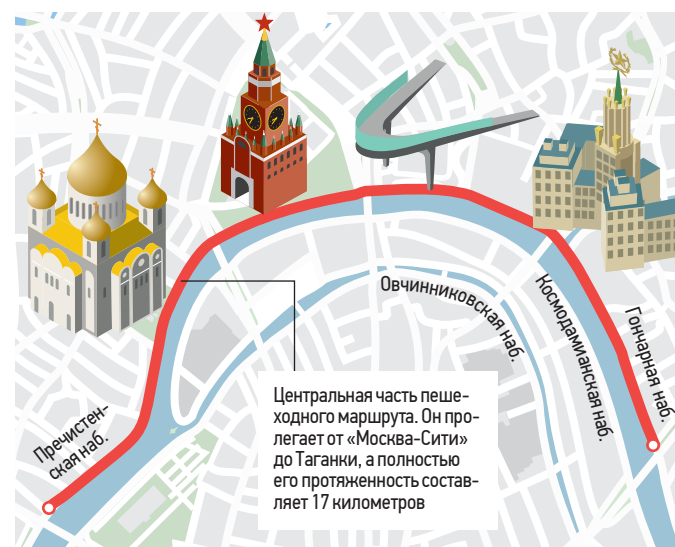 Овчинниковская наб.
Космодамианская наб.
Гончарная наб.
Пречистен-
ская наб.
Центральная часть пеше-
ходного маршрута. Он про-
легает от «Москва-Сити»
до Таганки, а полностью
его протяженность состав-
ляет 17 километров